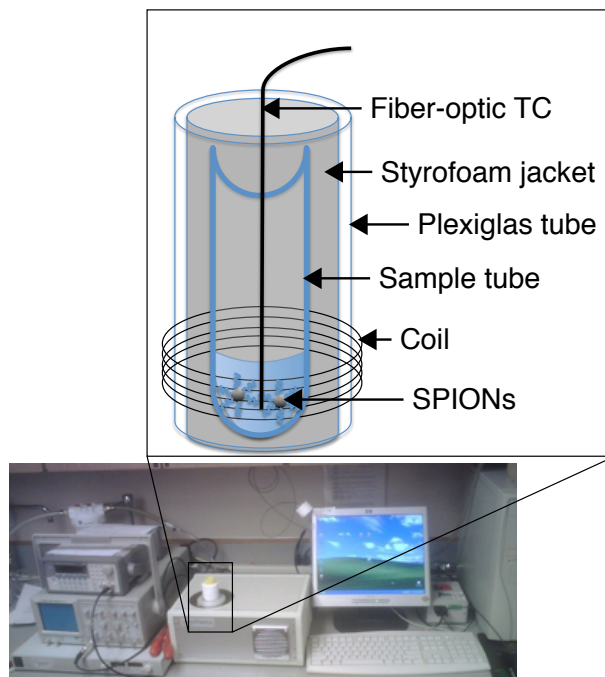 Fiber-optic TC
Styrofoam jacket
Plexiglas tube
Sample tube
Coil
SPIONs